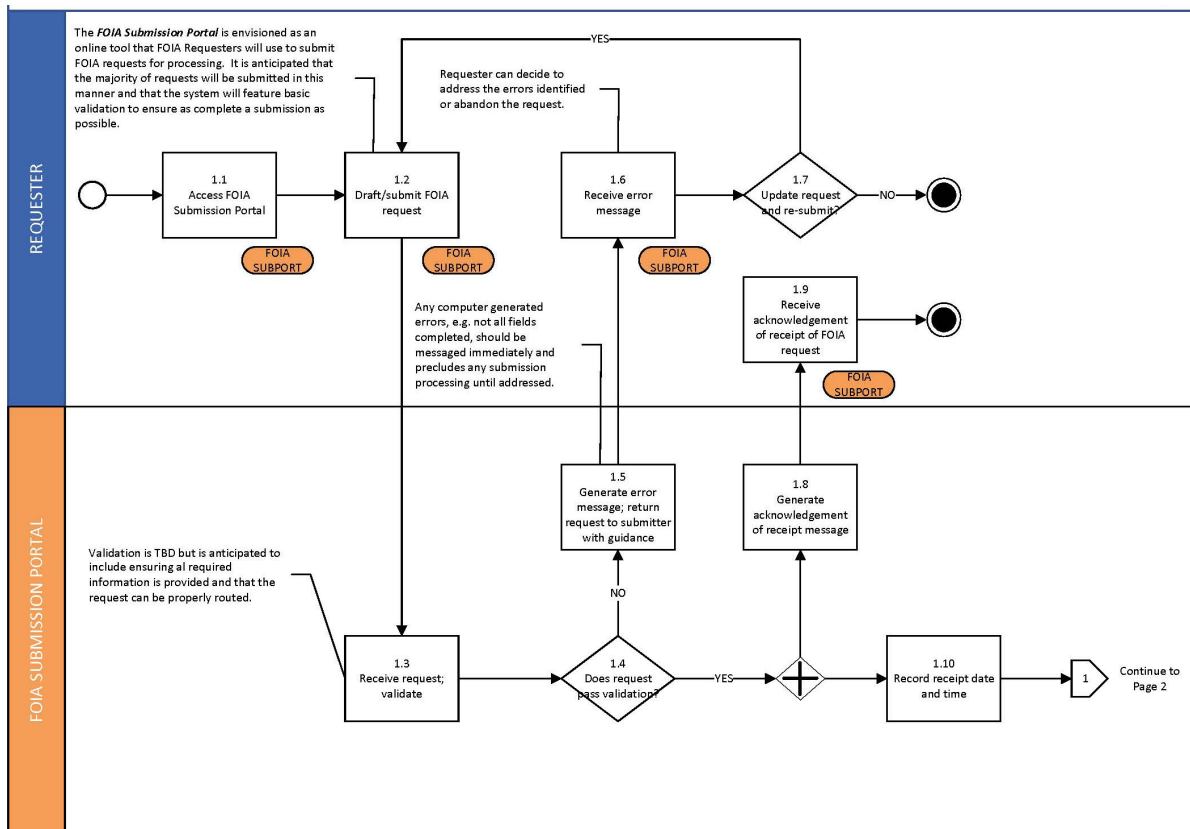 REQUESTER
The FOIA Submission Portal is envisioned as an
online tool that FOIA Requesters will use to submit
FOIA requests for processing. It is anticipated that
the majority of requests will be submitted in this
manner and that the system will feature basic
validation to ensure as complete a submission as
possible.
YES
Requester can decide to
address the errors identified
or abandon the request.
1.1
Access FOIA
Submission Portal
FOIA
SUBPORT
1.2
Draft/submit FOIA
request
FOIA
SUBPORT
1.6
Receive error
message
FOIA
SUBPORT
1.7
Update request
and re-submit?
NO
Any computer generated
errors, e.g. not all fields
completed, should be
messaged immediately and
precludes any submission
processing until addressed.
1.9
Receive
acknowledgement
of receipt of FOIA
request
FOIA
SUBPORT
FOIA SUBMISSION PORTAL
1.5
Generate error
message; return
request to submitter
with guidance
1.8
Generate
acknowledgement
of receipt message
Validation is TBD but is anticipated to
include ensuring al required
information is provided and that the
request can be properly routed.
NO
1.3
Receive request;
validate
1.4
Does request
pass validation?
YES
1.10
Record receipt date
and time
1
Continue to
Page 2